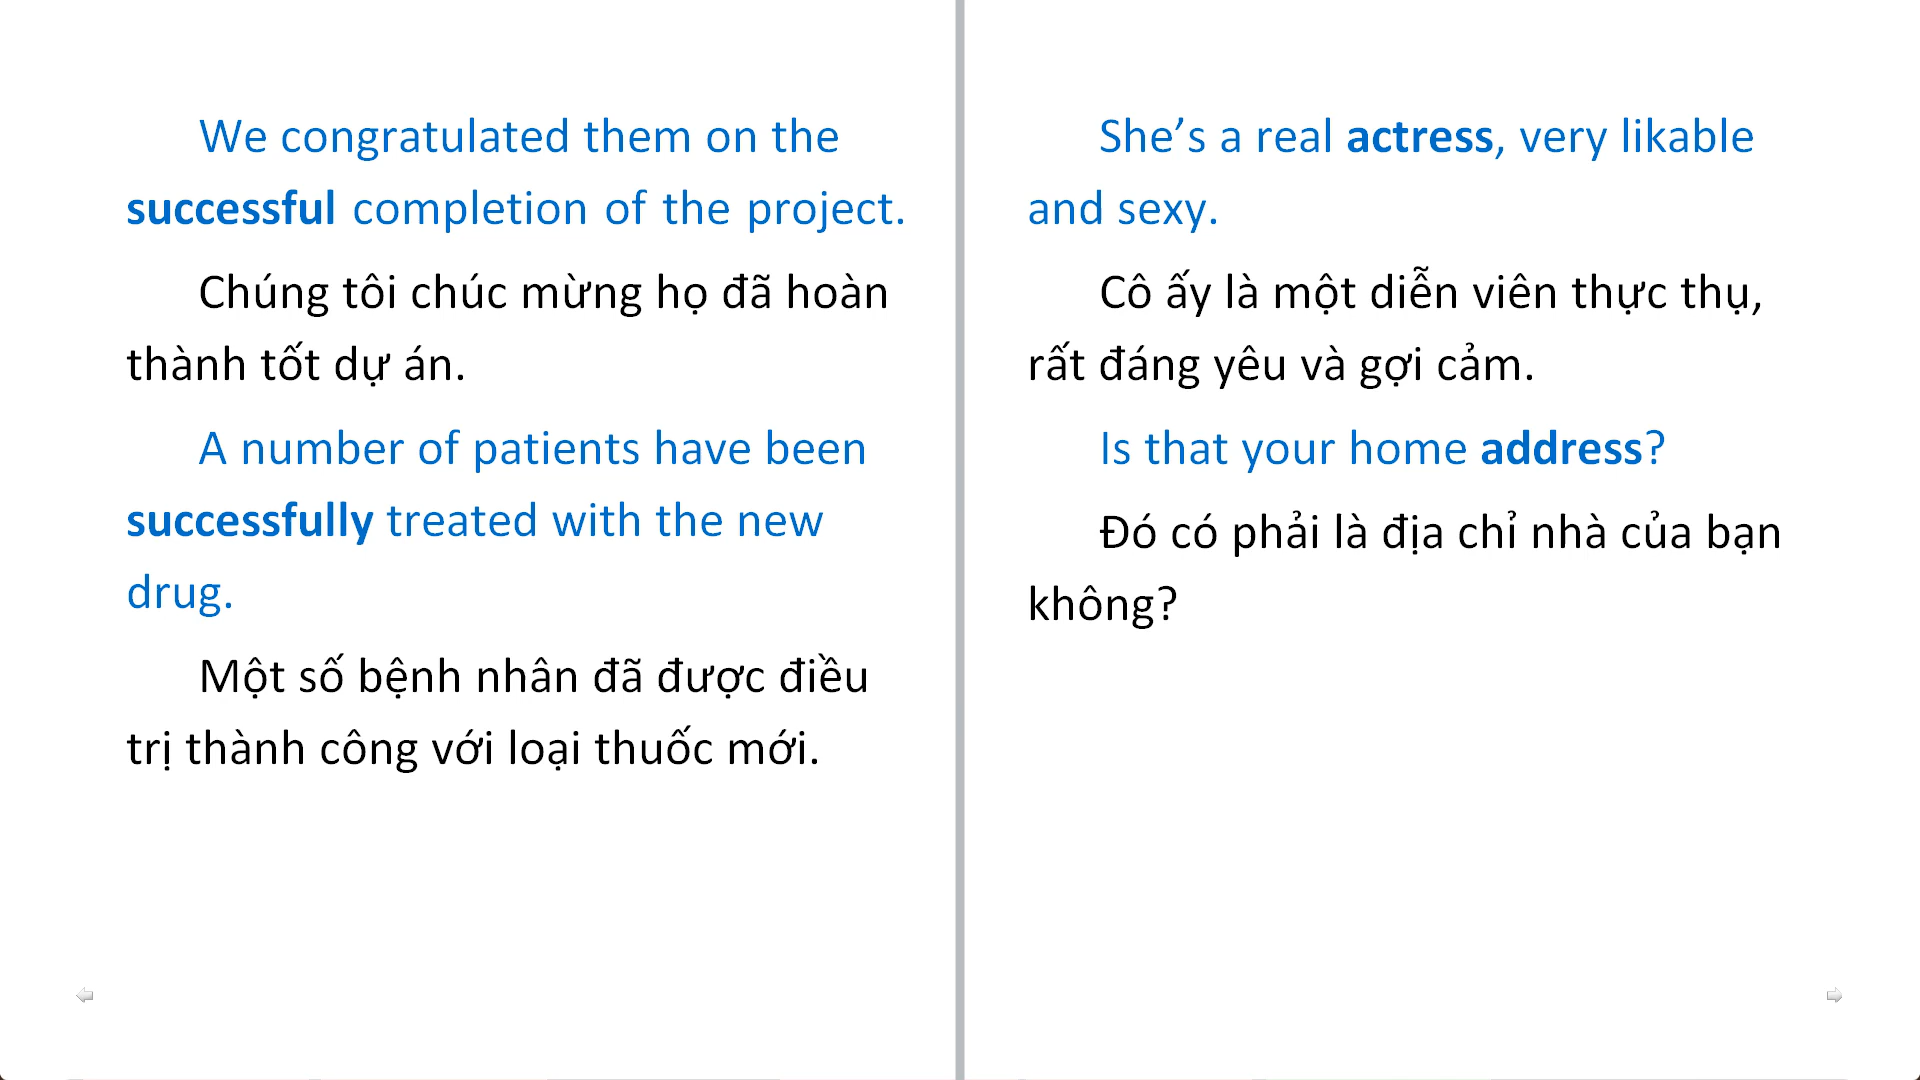 We congratulated them on the
successful completion of the project.
Chúng tôi chúc mừng họ đã hoàn
thành tốt dự án.
A number of patients have been
successfully treated with the new
drug.
Một số bệnh nhân đã được điều
trị thành công với loại thuốc mới.
She’s a real actress, very likable
and sexy.
Cô ấy là một diễn viên thực thụ,
rất đáng yêu và gợi cảm.
Is that your home address?
Đó có phải là địa chỉ nhà của bạn
không?